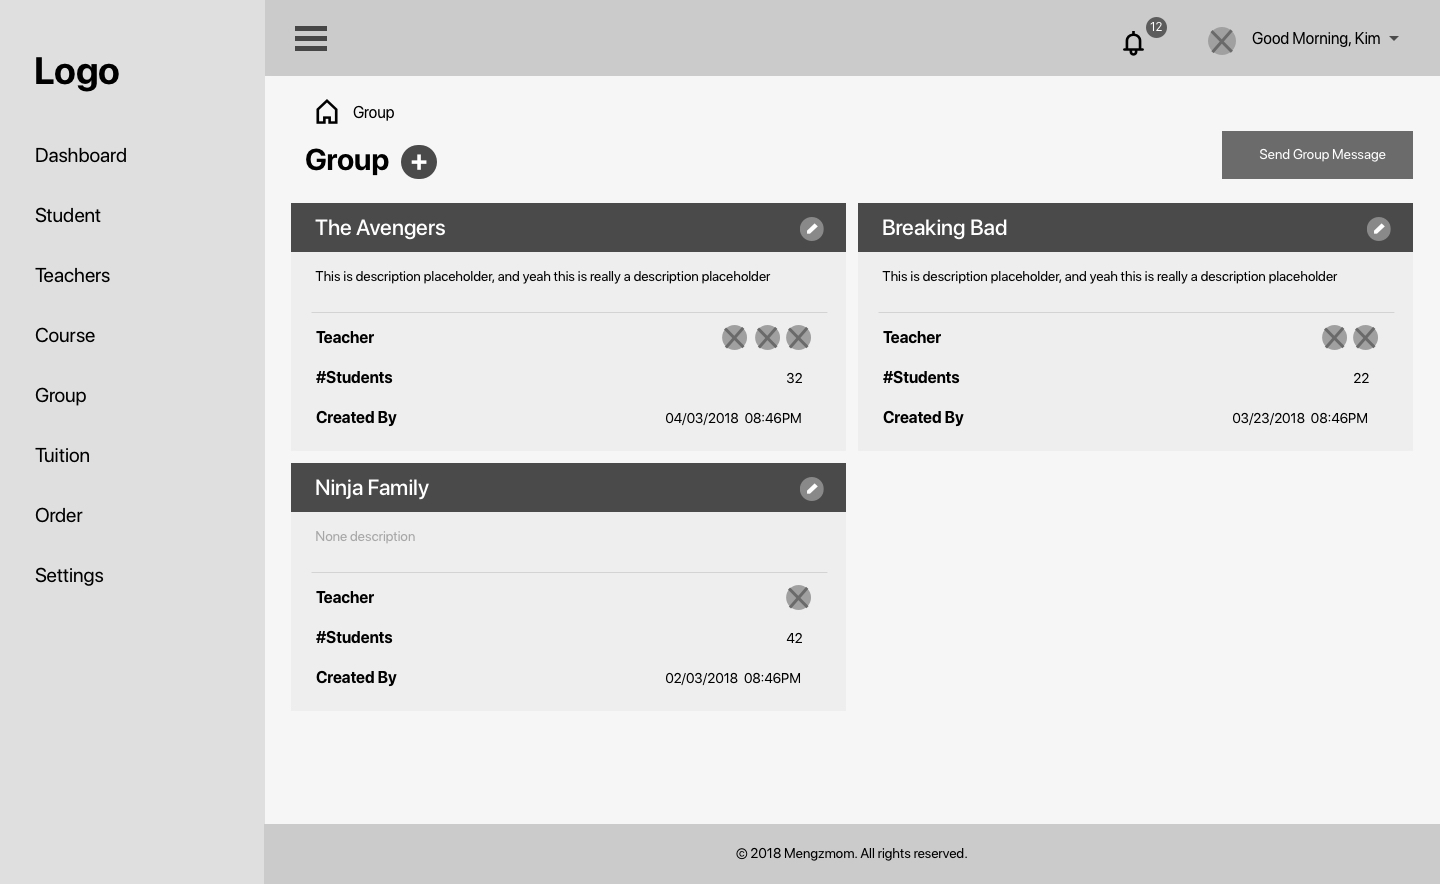 Logo
Dashboard
Student
Teachers
Course
Group
Tuition
Order
Settings
12
Good Morning, Kim
Group
Group
Send Group Message
The Avengers
This is description placeholder, and yeah this is really a description placeholder
Teacher
#Students 32
Created By 04/03/2018 08:46PM
Breaking Bad
This is description placeholder, and yeah this is really a description placeholder
Teacher
#Students 22
Created By 03/23/2018 08:46PM
Ninja Family
None description
Teacher
#Students 42
Created By 02/03/2018 08:46PM
© 2018 Mengzmom. All rights reserved.